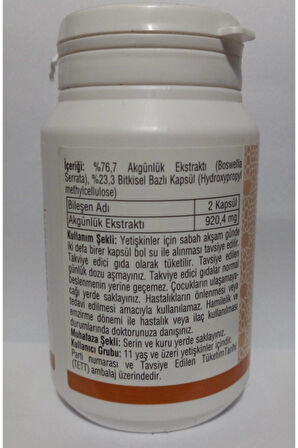 İçeriği: %76,7 Akgünlük Ekstraktı (Boswellia
Serrata), %23,3 Bitkisel Bazlı Kapsül (Hydroxypropyl
methylcellulose)
Bileşen Adı 2 Kapsül
Akgünlük Ekstraktı 920,4 mg
Kullanım Şekli: Yetişkinler için sabah akşam günde
iki defa birer kapsül bol su ile alınması tavsiye edilir.
Takviye edici gıda olarak tüketilir. Tavsiye edilen
günlük dozu aşmayınız. Takviye edici gıdalar normal
beslenmenin yerine geçemez. Çocukların ulaşamaya-
cağı yerde saklayınız. Hastalıkların önlenmesi veya
tedavi edilmesi amacıyla kullanılamaz. Hamilelik ve
emzirme dönemi ile hastalık veya ilaç kullanılması
durumlarında doktorunuza danışınız.
Muhafaza Şekli: Serin ve kuru yerde saklayınız.
Kullanıcı Grubu: 11 yaş ve üzeri yetişkinler içindir.
Parti numarası ve Tavsiye Edilen Tüketim Tarihi
(TETT) ambalaj üzerindedir.